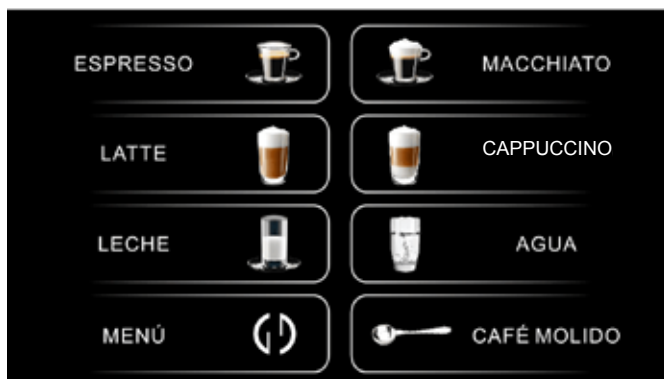 ESPRESSO
MACCHIATO
LATTE
CAPPUCCINO
LECHE
AGUA
MENÚ
CAFÉ MOLIDO